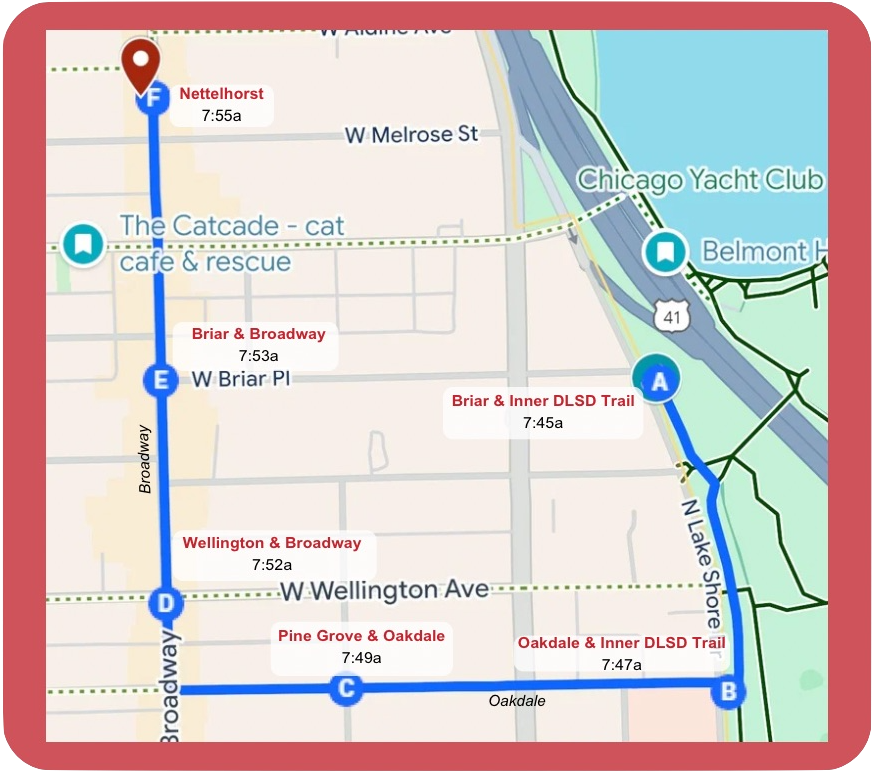 W Aldine Ave
F
Nettelhorst
7:55a
W Melrose St
Chicago Yacht Club
The Catcade - cat
cafe & rescue
Belmont H
41
Briar & Broadway
7:53a
E
W Briar Pl
A
Briar & Inner DLSD Trail
7:45a
Broadway
N Lake Shore Dr
Wellington & Broadway
7:52a
W Wellington Ave
D
Pine Grove & Oakdale
7:49a
Oakdale & Inner DLSD Trail
7:47a
Broadway
C
B
Oakdale